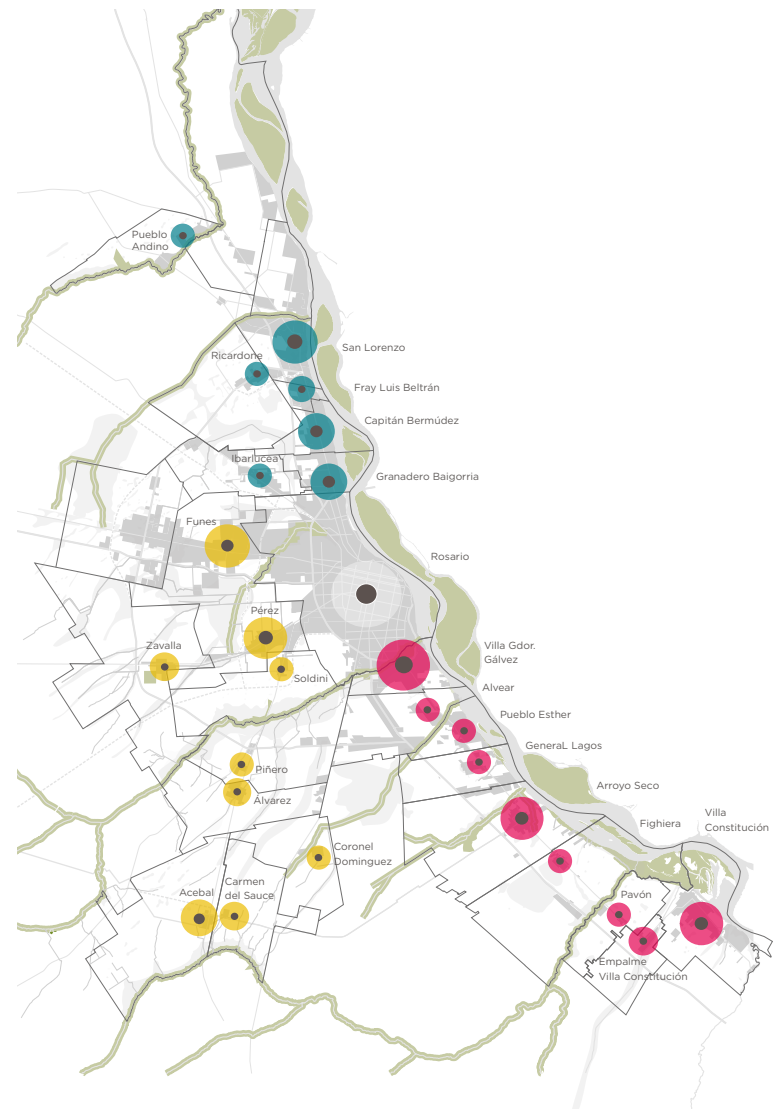 Pueblo
Andino
San Lorenzo
Ricardone
Fray Luis Beltrán
Capitán Bermúdez
Ibarlucea
Granadero Baigorria
Funes
Rosario
Pérez
Zavalla
Villa Gdor.
Gálvez
Soldini
Alvear
Pueblo Esther
GeneraL Lagos
Piñero
Álvarez
Arroyo Seco
Fighiera
Villa
Constitución
Coronel
Dominguez
Acebal
Carmen
del Sauce
Pavón
Empalme
Villa Constitución